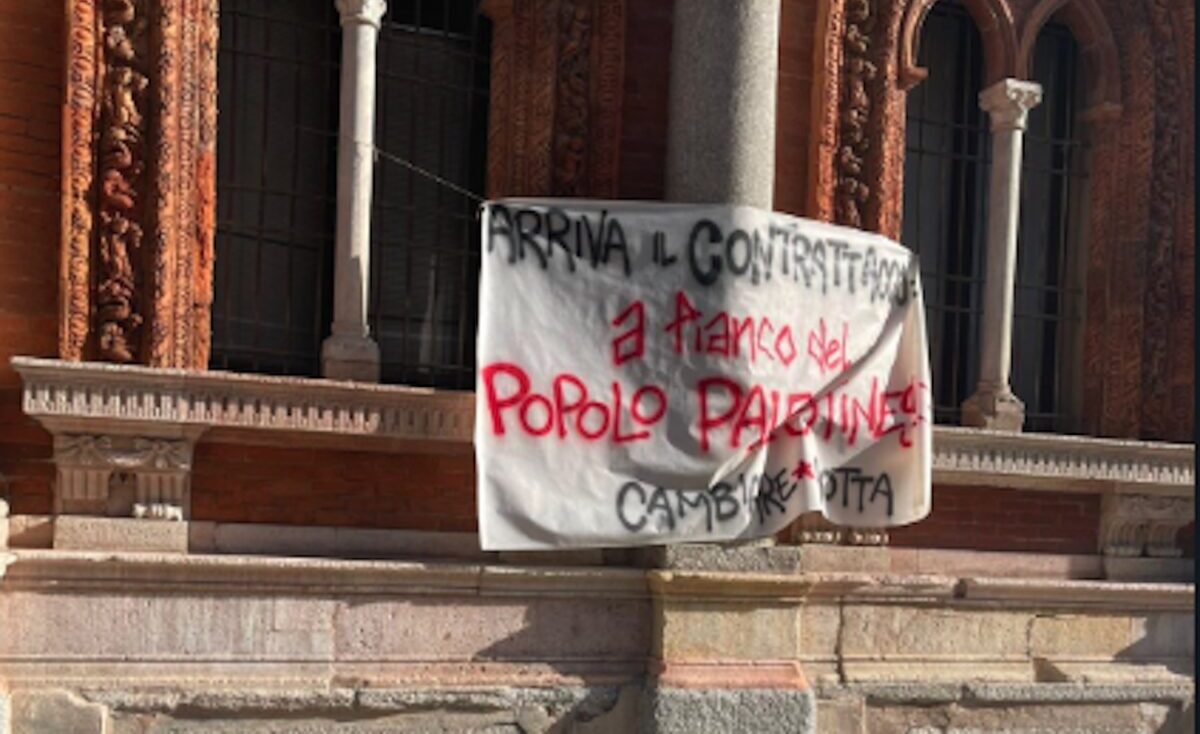 ARRIVA IL CONTRATTACCO:
a fianco del
POPOLO PALESTINESE
CAMBIARE*ROTTA